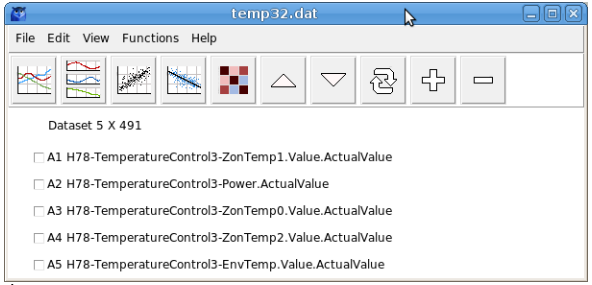 temp32.dat
File Edit View Functions Help
Dataset 5 X 491
A1 H78-TemperatureControl3-ZonTemp1.Value.ActualValue
A2 H78-TemperatureControl3-Power.ActualValue
A3 H78-TemperatureControl3-ZonTemp0.Value.ActualValue
A4 H78-TemperatureControl3-ZonTemp2.Value.ActualValue
A5 H78-TemperatureControl3-EnvTemp.Value.ActualValue